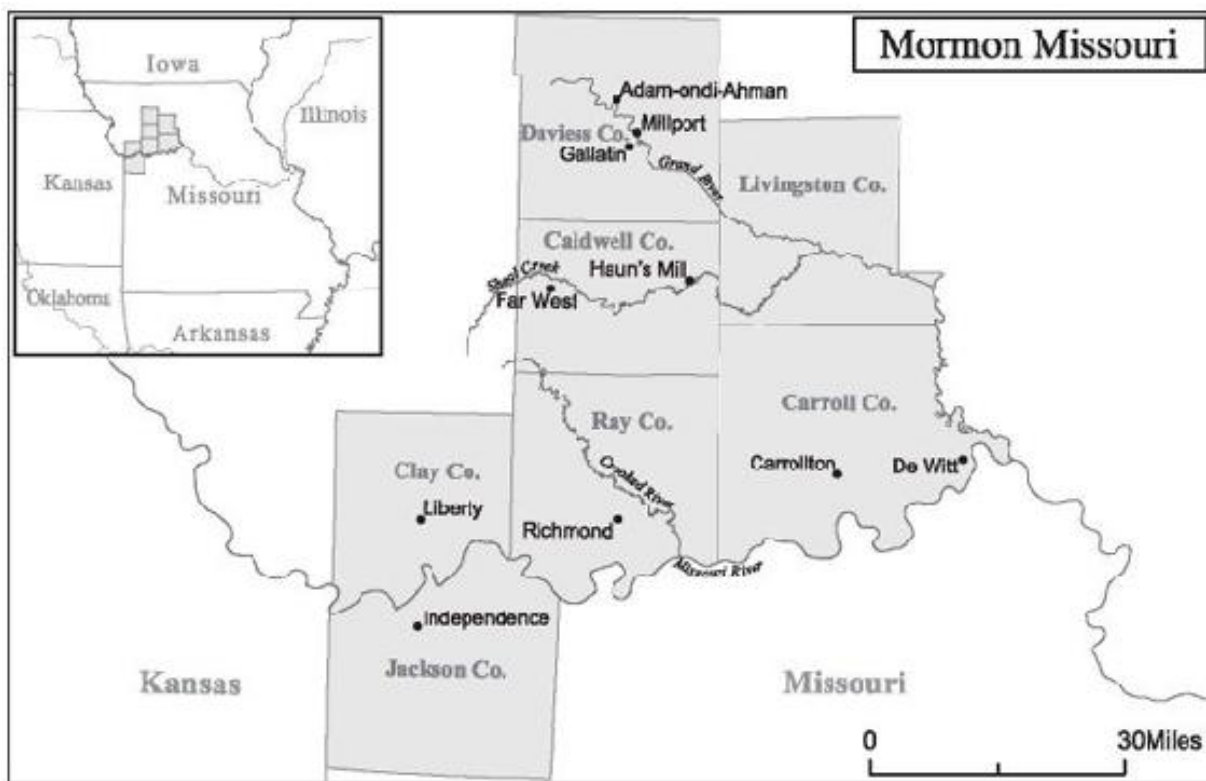 Mormon Missouri
Iowa
Illinois
Kansas
Missouri
Oklahoma
Arkansas
Adam-ondi-Ahman
Millport
Daviess Co.
Gallatin
Grand River
Livingston Co.
Caldwell Co.
Shoal Creek
Haun's Mill
Far West
Ray Co.
Carroll Co.
Clay Co.
Crooked River
Carrollton
De Witt
Liberty
Richmond
Missouri River
Independence
Jackson Co.
Kansas
Missouri
0
30Miles